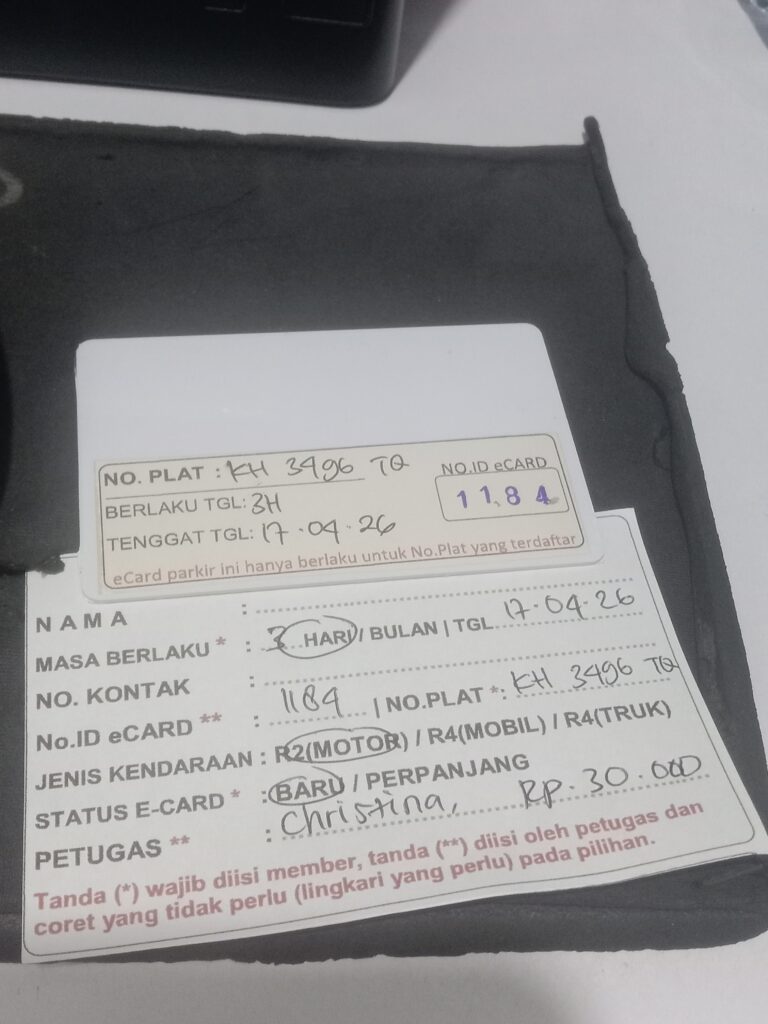 NO. PLAT : KH 3496 TQ
NO.ID eCARD
BERLAKU TGL: 3H
1184
TENGGAT TGL: 17.04.26
eCard parkir ini hanya berlaku untuk No.Plat yang terdaftar
NAMA :
MASA BERLAKU * : 3 HARI / BULAN | TGL 17.04.26
NO. KONTAK :
No.ID eCARD ** : 1184 | NO.PLAT *: KH 3496 TQ
JENIS KENDARAAN : R2(MOTOR) / R4(MOBIL) / R4(TRUK)
STATUS E-CARD * : BARU / PERPANJANG
PETUGAS ** : Christina, RP. 30.000
Tanda (*) wajib diisi member, tanda (**) diisi oleh petugas dan
coret yang tidak perlu (lingkari yang perlu) pada pilihan.